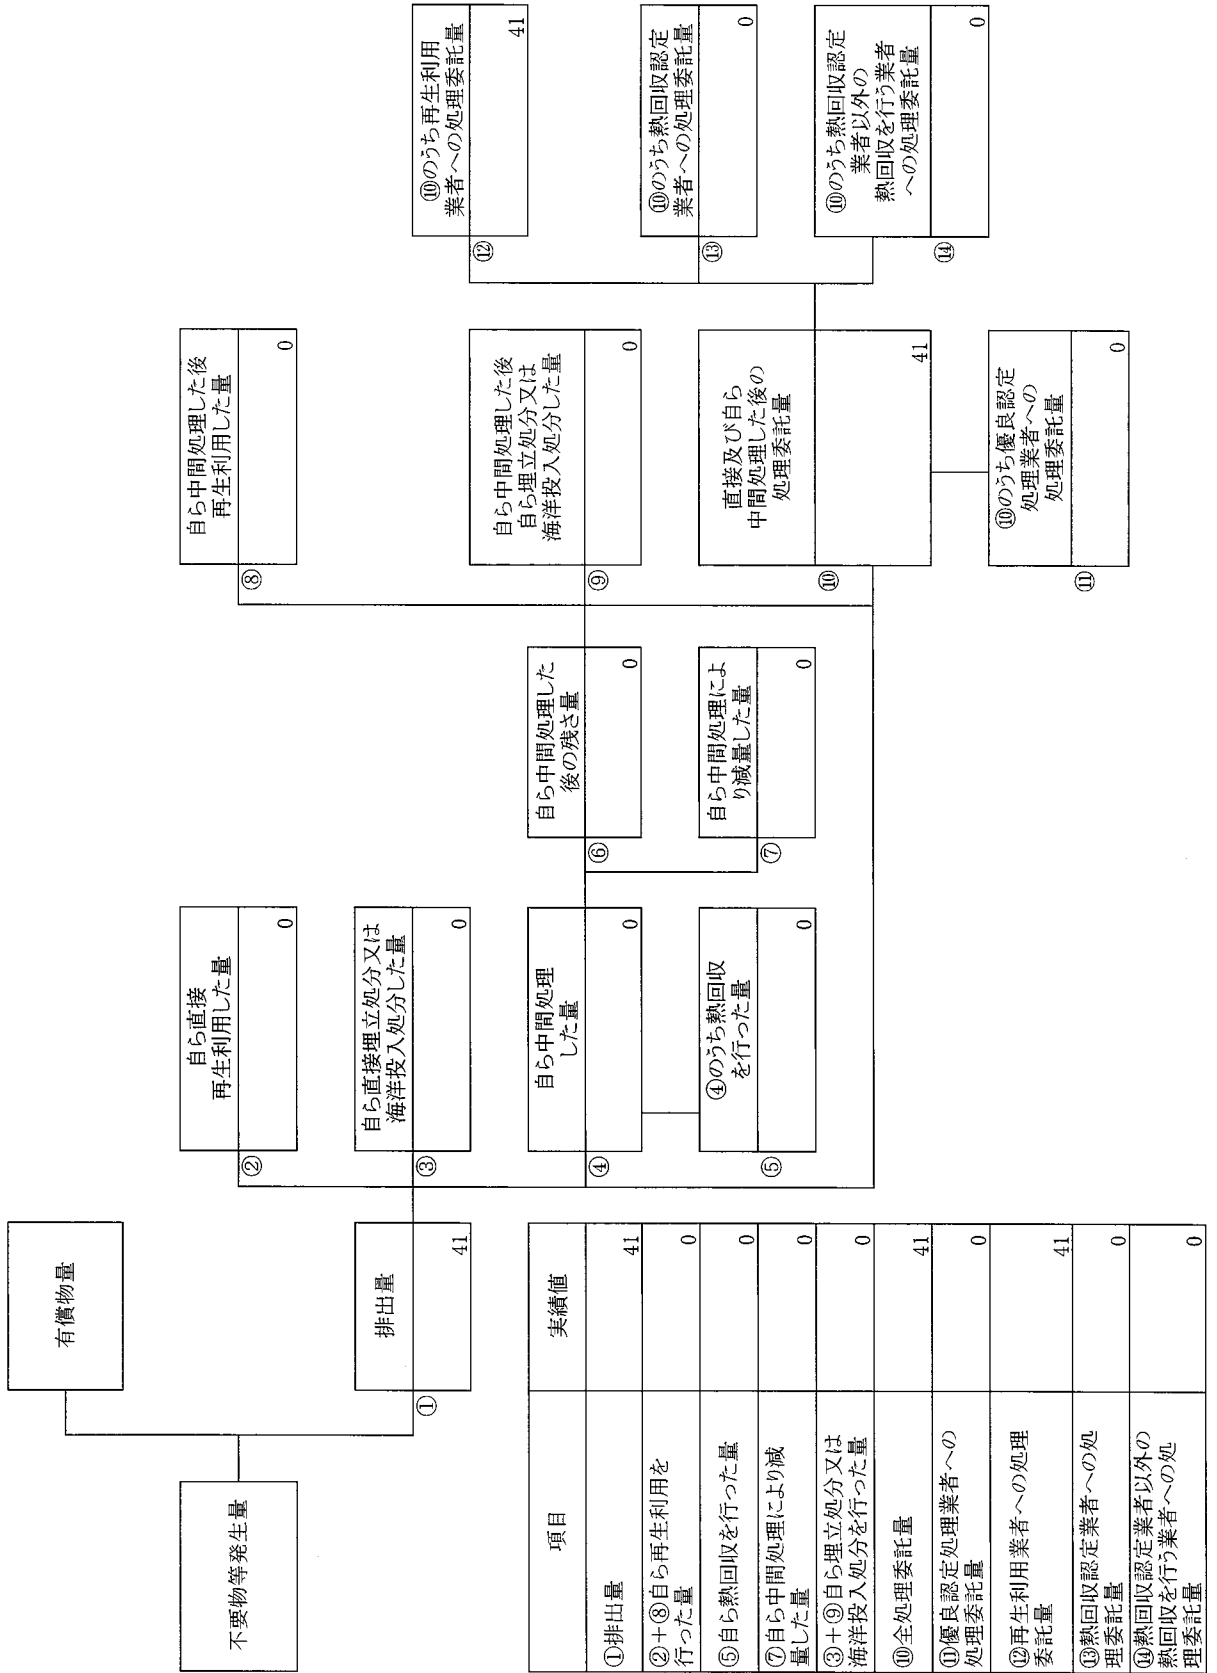 有償物量
不要物等発生量
排出量
①
41
自ら直接
再生利用した量
②
0
自ら直接埋立処分又は
海洋投入処分した量
③
0
自ら中間処理
した量
④
0
④のうち熱回収
を行った量
⑤
0
自ら中間処理した
後の残さ量
⑥
0
自ら中間処理によ
り減量した量
⑦
0
自ら中間処理した後
再生利用した量
⑧
0
自ら中間処理した後
自ら埋立処分又は
海洋投入処分した量
⑨
0
直接及び自ら
中間処理した後の
処理委託量
⑩
41
⑩のうち優良認定
処理業者への
処理委託量
⑪
0
⑩のうち再生利用
業者への処理委託量
⑫
41
⑩のうち熱回収認定
業者への処理委託量
⑬
0
⑩のうち熱回収認定
業者以外の
熱回収を行う業者
への処理委託量
⑭
0
項目 実績値
①排出量 41
②+⑧自ら再生利用を
行った量 0
⑤自ら熱回収を行った量 0
⑦自ら中間処理により減
量した量 0
③+⑨自ら埋立処分又は
海洋投入処分を行った量 0
⑩全処理委託量 41
⑪優良認定処理業者への
処理委託量 0
⑫再生利用業者への処理
委託量 41
⑬熱回収認定業者への処
理委託量 0
⑭熱回収認定業者以外の
熱回収を行う業者への処
理委託量 0